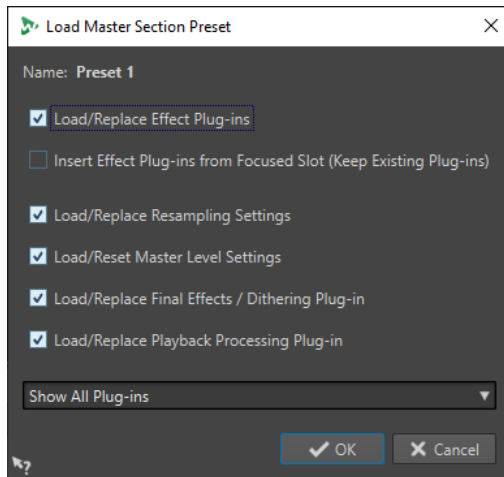 Load Master Section Preset
Name: Preset 1
Load/Replace Effect Plug-ins
Insert Effect Plug-ins from Focused Slot (Keep Existing Plug-ins)
Load/Replace Resampling Settings
Load/Reset Master Level Settings
Load/Replace Final Effects / Dithering Plug-in
Load/Replace Playback Processing Plug-in
Show All Plug-ins
OK Cancel